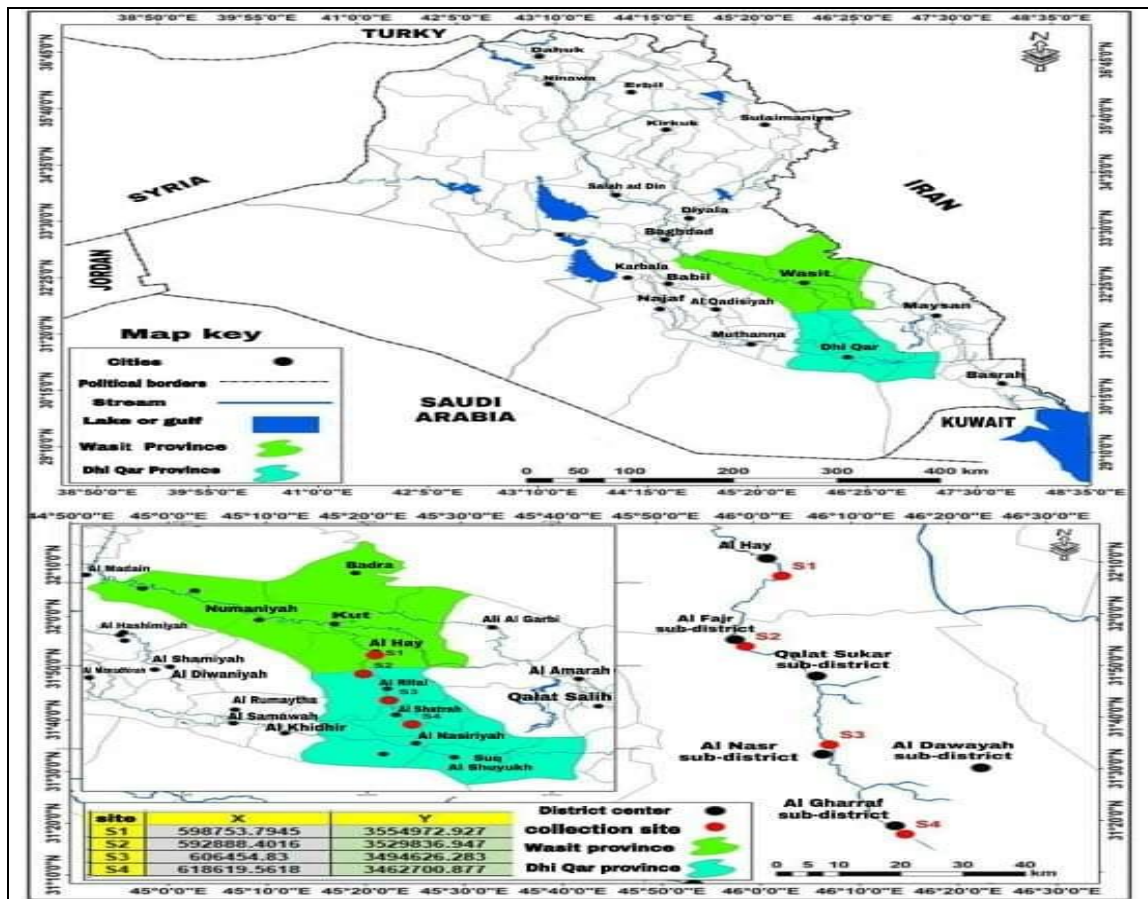 38°50'0"E 39°55'0"E 41°0'0"E 42°5'0"E 43°10'0"E 44°15'0"E 45°20'0"E 46°25'0"E 47°30'0"E 48°35'0"E
TURKY
Dahuk
Ninawa
Erbil
Kirkuk
Sulaimaniya
SYRIA
Salah ad Din
IRAN
Diyala
Baghdad
JORDAN
Karbala
Babil
Wasit
Najaf
Al Qadisiyah
Maysan
Muthanna
Dhi Qar
Basrah
SAUDI
ARABIA
KUWAIT
Map key
Cities
Political borders
Stream
Lake or gulf
Wasit Province
Dhi Qar Province
0 50 100 200 300 400 km
38°50'0"E 39°55'0"E 41°0'0"E 42°5'0"E 43°10'0"E 44°15'0"E 45°20'0"E 46°25'0"E 47°30'0"E 48°35'0"E
44°50'0"E 45°0'0"E 45°10'0"E 45°20'0"E 45°30'0"E 45°40'0"E 45°50'0"E 46°0'0"E 46°10'0"E 46°20'0"E 46°30'0"E
Al Madain
Badra
Numaniyah
Kut
Al Hashimiyah
Ali Al Garbi
Al Hay
S1
S2
Al Shamiyah
Al Diwaniyah
Al Rifai
S3
Al Amarah
Qalat Salih
Al Rumaytha
Al Shatrah
S4
Al Samawah
Al Khidhir
Al Nasiriyah
Suq
Al Shuyukh
Al Hay
S1
Al Fajr
sub-district
S2
Qalat Sukar
sub-district
S3
Al Nasr
sub-district
Al Dawayah
sub-district
Al Gharraf
sub-district
S4
site X Y
S1 598753.7945 3554972.927
S2 592888.4016 3529836.947
S3 606454.83 3494626.283
S4 618619.5618 3462700.877
District center
collection site
Wasit province
Dhi Qar province
0 5 10 20 30 40
km
45°0'0"E 45°10'0"E 45°20'0"E 45°30'0"E 45°40'0"E 45°50'0"E 46°0'0"E 46°10'0"E 46°20'0"E 46°30'0"E